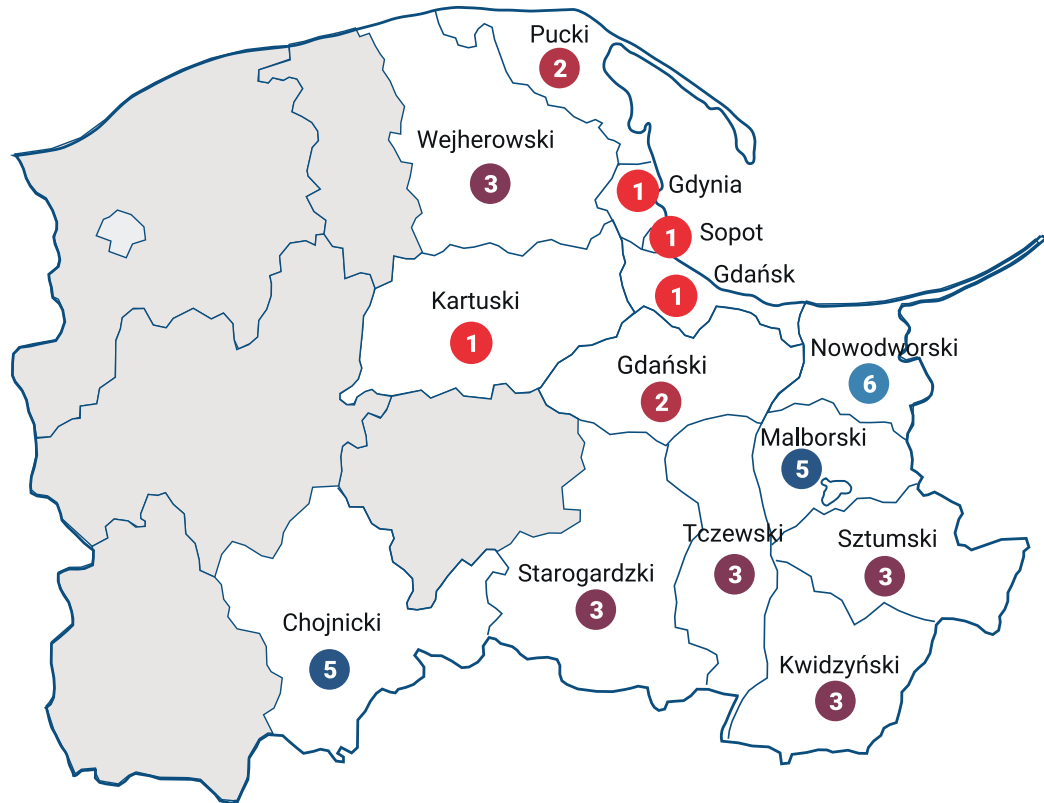 Pucki
2
Wejherowski
3
1
Gdynia
1
Sopot
Gdańsk
1
Kartuski
1
Nowodworski
6
Gdański
2
Malborski
5
Tczewski
3
Sztumski
3
Starogardzki
3
Chojnicki
5
Kwidzyński
3